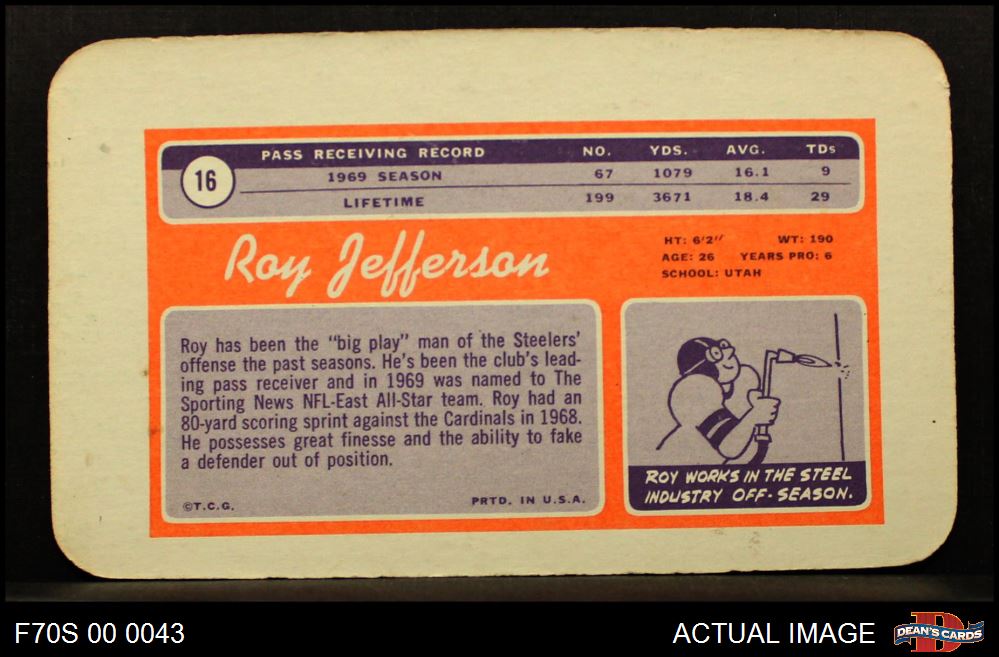 16
PASS RECEIVING RECORD NO. YDS. AVG. TDs
1969 SEASON 67 1079 16.1 9
LIFETIME 199 3671 18.4 29
Roy Jefferson
HT: 6'2" WT: 190
AGE: 26 YEARS PRO: 6
SCHOOL: UTAH
Roy has been the "big play" man of the Steelers'
offense the past seasons. He's been the club's lead-
ing pass receiver and in 1969 was named to The
Sporting News NFL-East All-Star team. Roy had an
80-yard scoring sprint against the Cardinals in 1968.
He possesses great finesse and the ability to fake
a defender out of position.
©T.C.G. PRTD. IN U.S.A.
ROY WORKS IN THE STEEL
INDUSTRY OFF-SEASON.
F70S 00 0043
ACTUAL IMAGE
D
DEAN'S CARDS